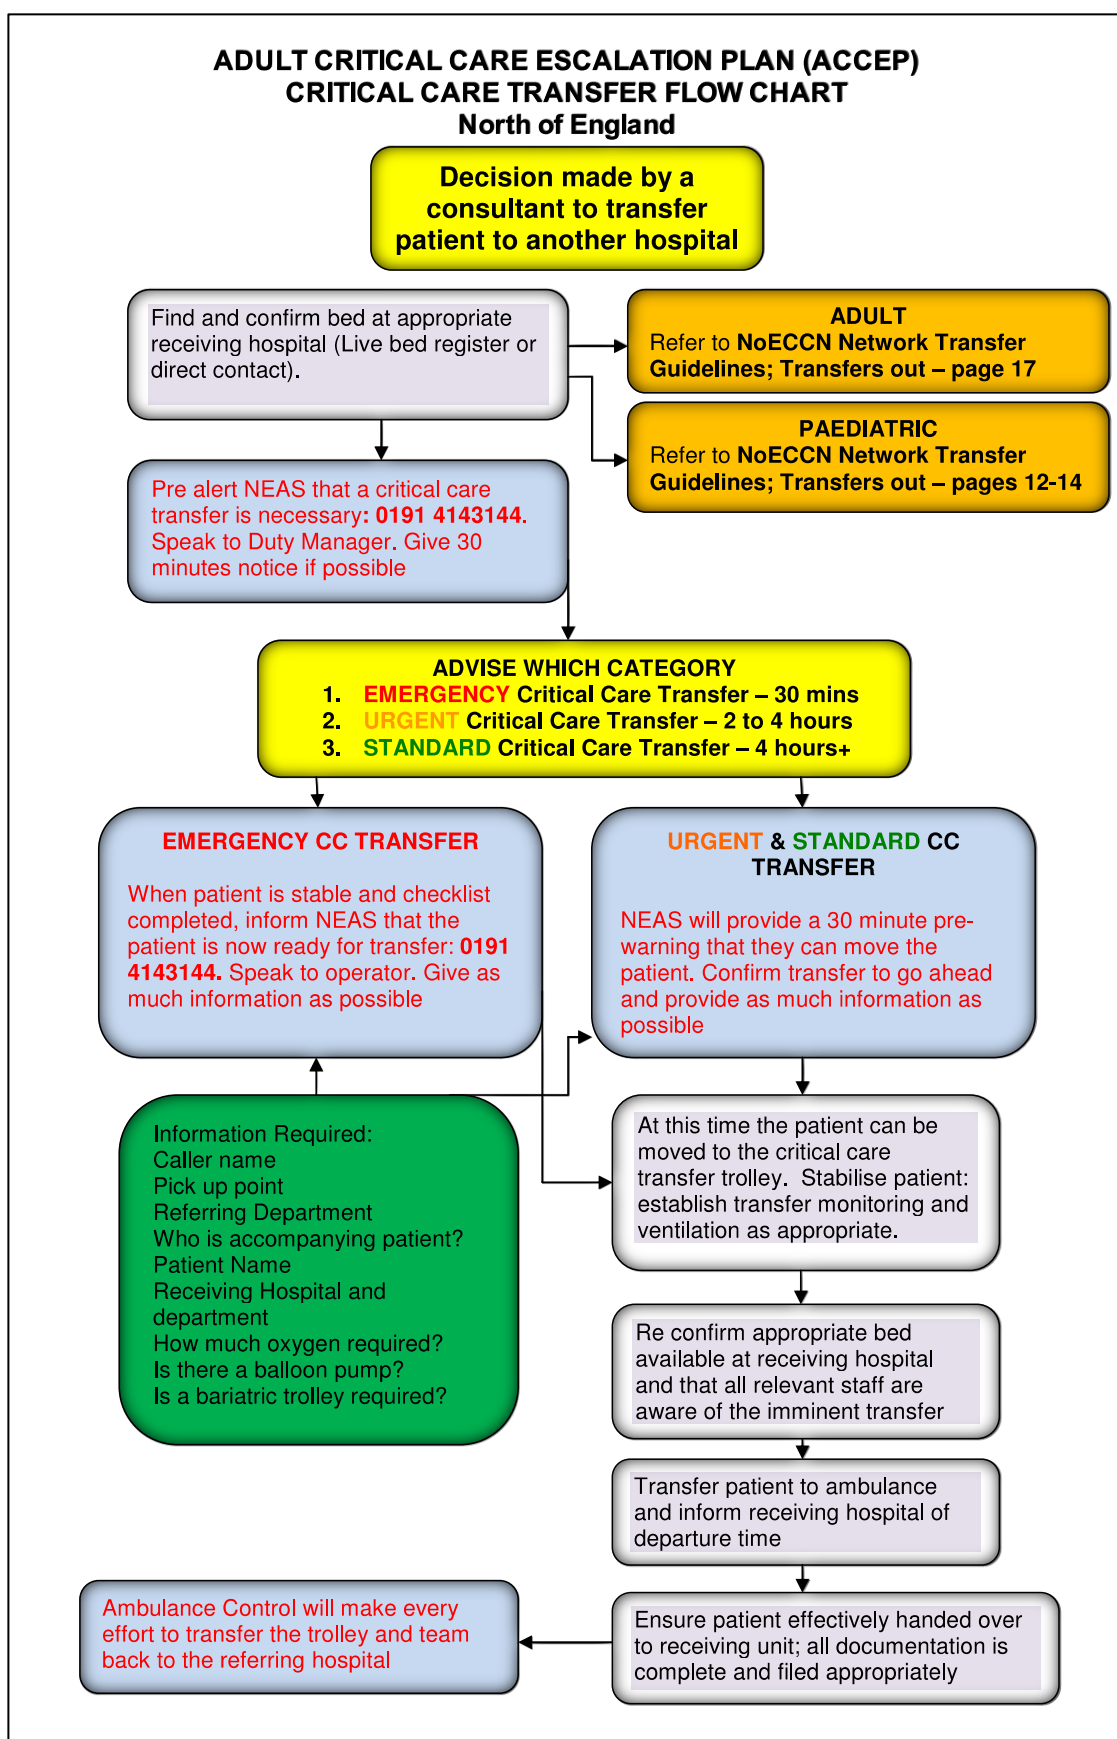 ADULT CRITICAL CARE ESCALATION PLAN (ACCEP)
CRITICAL CARE TRANSFER FLOW CHART
North of England
Decision made by a
consultant to transfer
patient to another hospital
Find and confirm bed at appropriate
receiving hospital (Live bed register or
direct contact).
ADULT
Refer to NoECCN Network Transfer
Guidelines; Transfers out – page 17
PAEDIATRIC
Refer to NoECCN Network Transfer
Guidelines; Transfers out – pages 12-14
Pre alert NEAS that a critical care
transfer is necessary: 0191 4143144.
Speak to Duty Manager. Give 30
minutes notice if possible
ADVISE WHICH CATEGORY
1. EMERGENCY Critical Care Transfer – 30 mins
2. URGENT Critical Care Transfer – 2 to 4 hours
3. STANDARD Critical Care Transfer – 4 hours+
EMERGENCY CC TRANSFER
When patient is stable and checklist
completed, inform NEAS that the
patient is now ready for transfer: 0191
4143144. Speak to operator. Give as
much information as possible
URGENT & STANDARD CC
TRANSFER
NEAS will provide a 30 minute pre-
warning that they can move the
patient. Confirm transfer to go ahead
and provide as much information as
possible
Information Required:
Caller name
Pick up point
Referring Department
Who is accompanying patient?
Patient Name
Receiving Hospital and
department
How much oxygen required?
Is there a balloon pump?
Is a bariatric trolley required?
At this time the patient can be
moved to the critical care
transfer trolley. Stabilise patient:
establish transfer monitoring and
ventilation as appropriate.
Re confirm appropriate bed
available at receiving hospital
and that all relevant staff are
aware of the imminent transfer
Transfer patient to ambulance
and inform receiving hospital of
departure time
Ensure patient effectively handed over
to receiving unit; all documentation is
complete and filed appropriately
Ambulance Control will make every
effort to transfer the trolley and team
back to the referring hospital